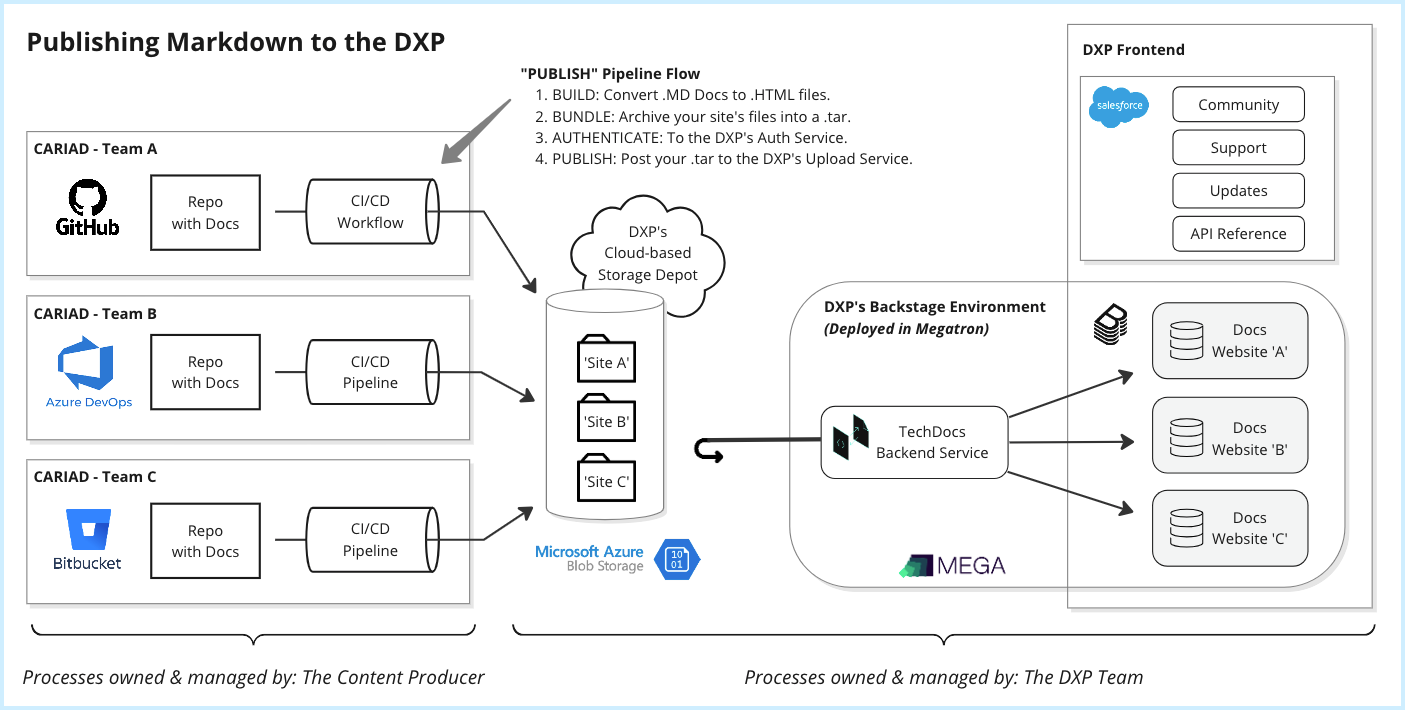 Publishing Markdown to the DXP
"PUBLISH" Pipeline Flow
1. BUILD: Convert .MD Docs to .HTML files.
2. BUNDLE: Archive your site's files into a .tar.
3. AUTHENTICATE: To the DXP's Auth Service.
4. PUBLISH: Post your .tar to the DXP's Upload Service.
CARIAD - Team A
GitHub
Repo
with Docs
CI/CD
Workflow
CARIAD - Team B
Azure DevOps
Repo
with Docs
CI/CD
Pipeline
CARIAD - Team C
Bitbucket
Repo
with Docs
CI/CD
Pipeline
DXP's
Cloud-based
Storage Depot
'Site A'
'Site B'
'Site C'
Microsoft Azure
Blob Storage
10
01
DXP Frontend
salesforce
Community
Support
Updates
API Reference
DXP's Backstage Environment
(Deployed in Megatron)
TechDocs
Backend Service
Docs
Website 'A'
Docs
Website 'B'
Docs
Website 'C'
MEGA
Processes owned & managed by: The Content Producer
Processes owned & managed by: The DXP Team